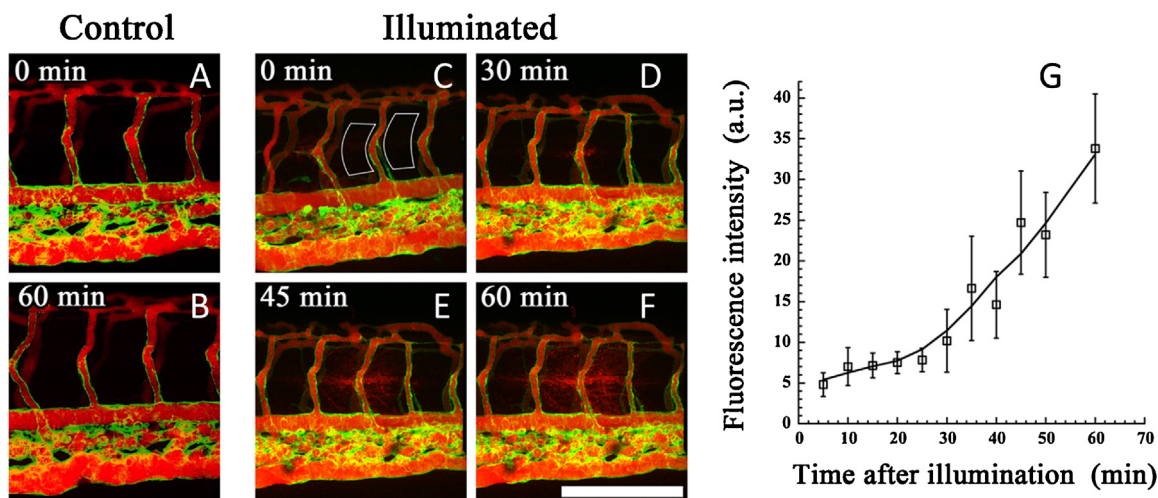 Control
Illuminated
0 min A
0 min C
30 min D
60 min B
45 min E
60 min F
G
Fluorescence intensity (a.u.)
40
35
30
25
20
15
10
5
0
0 10 20 30 40 50 60 70
Time after illumination (min)